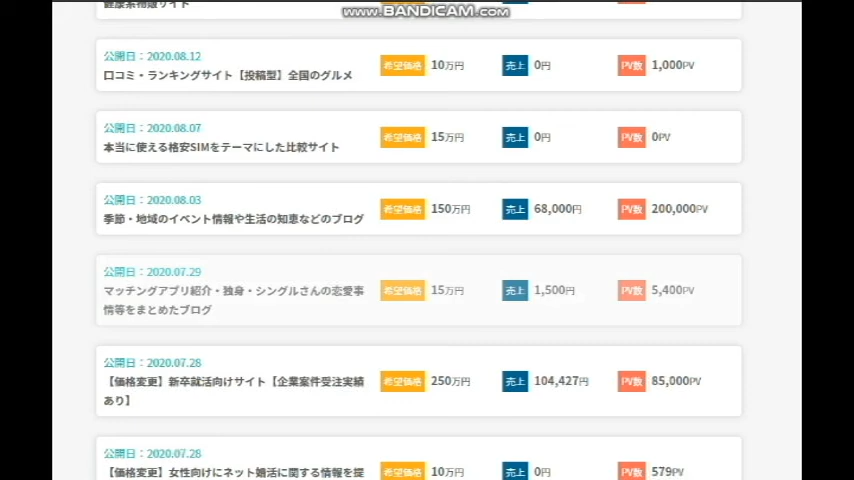 健康系物販サイト
www.BANDICAM.com
公開日：2020.08.12
口コミ・ランキングサイト【投稿型】全国のグルメ
希望価格 10万円 売上 0円 PV数 1,000PV
公開日：2020.08.07
本当に使える格安SIMをテーマにした比較サイト
希望価格 15万円 売上 0円 PV数 0PV
公開日：2020.08.03
季節・地域のイベント情報や生活の知恵などのブログ
希望価格 150万円 売上 68,000円 PV数 200,000PV
公開日：2020.07.29
マッチングアプリ紹介・独身・シングルさんの恋愛事
情等をまとめたブログ
希望価格 15万円 売上 1,500円 PV数 5,400PV
公開日：2020.07.28
【価格変更】新卒就活向けサイト【企業案件受注実績
あり】
希望価格 250万円 売上 104,427円 PV数 85,000PV
公開日：2020.07.28
【価格変更】女性向けにネット婚活に関する情報を提
希望価格 10万円 売上 0円 PV数 579PV